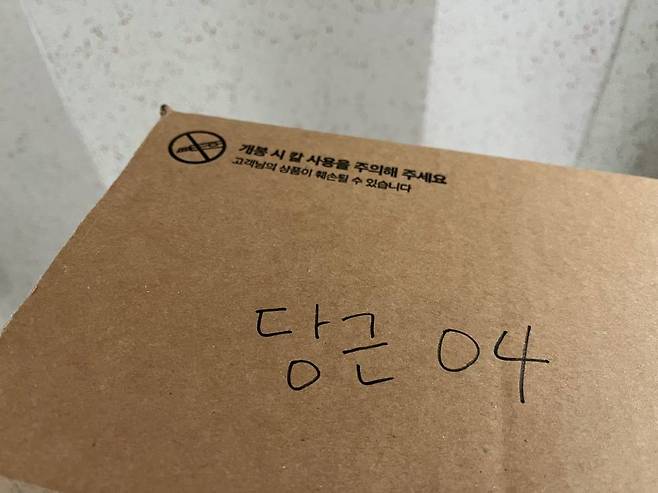 개봉 시 칼 사용을 주의해 주세요
고객님의 상품이 훼손될 수 있습니다
당근 04